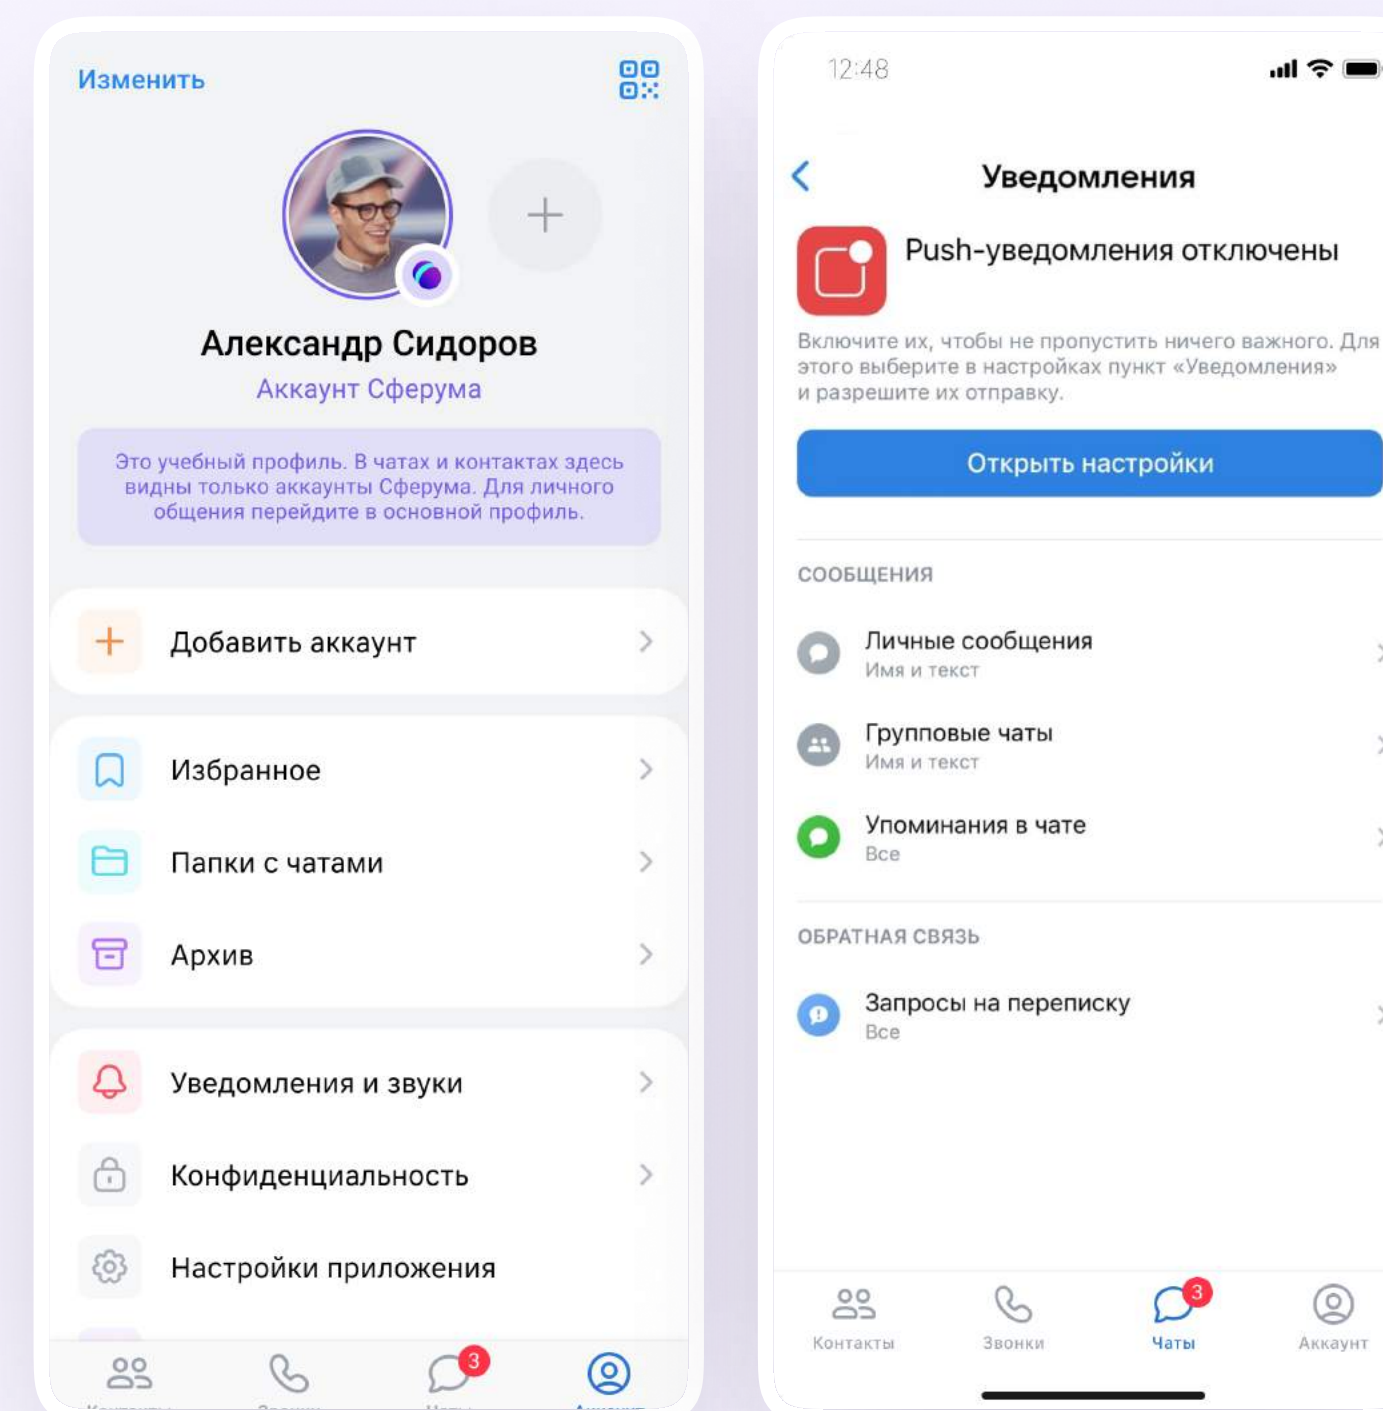 Изменить
Александр Сидоров
Аккаунт Сферума
Это учебный профиль. В чатах и контактах здесь
видны только аккаунты Сферума. Для личного
общения перейдите в основной профиль.
Добавить аккаунт
Избранное
Папки с чатами
Архив
Уведомления и звуки
Конфиденциальность
Настройки приложения
3
12:48
Уведомления
Push-уведомления отключены
Включите их, чтобы не пропустить ничего важного. Для
этого выберите в настройках пункт «Уведомления»
и разрешите их отправку.
Открыть настройки
СООБЩЕНИЯ
Личные сообщения
Имя и текст
Групповые чаты
Имя и текст
Упоминания в чате
Все
ОБРАТНАЯ СВЯЗЬ
Запросы на переписку
Все
3
Контакты Звонки Чаты Аккаунт